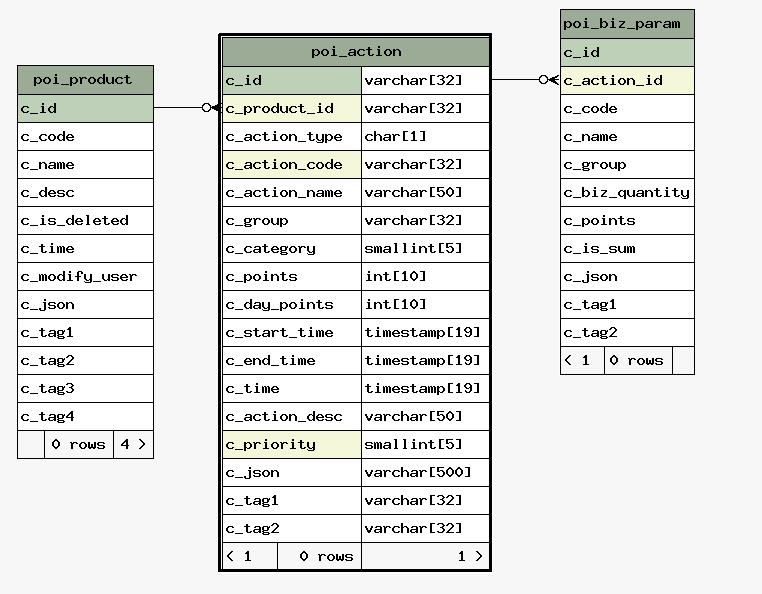 poi_product
c_id
c_code
c_name
c_desc
c_is_deleted
c_time
c_modify_user
c_json
c_tag1
c_tag2
c_tag3
c_tag4
0 rows 4 >
poi_action
c_id varchar[32]
c_product_id varchar[32]
c_action_type char[1]
c_action_code varchar[32]
c_action_name varchar[50]
c_group varchar[32]
c_category smallint[5]
c_points int[10]
c_day_points int[10]
c_start_time timestamp[19]
c_end_time timestamp[19]
c_time timestamp[19]
c_action_desc varchar[50]
c_priority smallint[5]
c_json varchar[500]
c_tag1 varchar[32]
c_tag2 varchar[32]
< 1 0 rows 1 >
poi_biz_param
c_id
c_action_id
c_code
c_name
c_group
c_biz_quantity
c_points
c_is_sum
c_json
c_tag1
c_tag2
< 1 0 rows